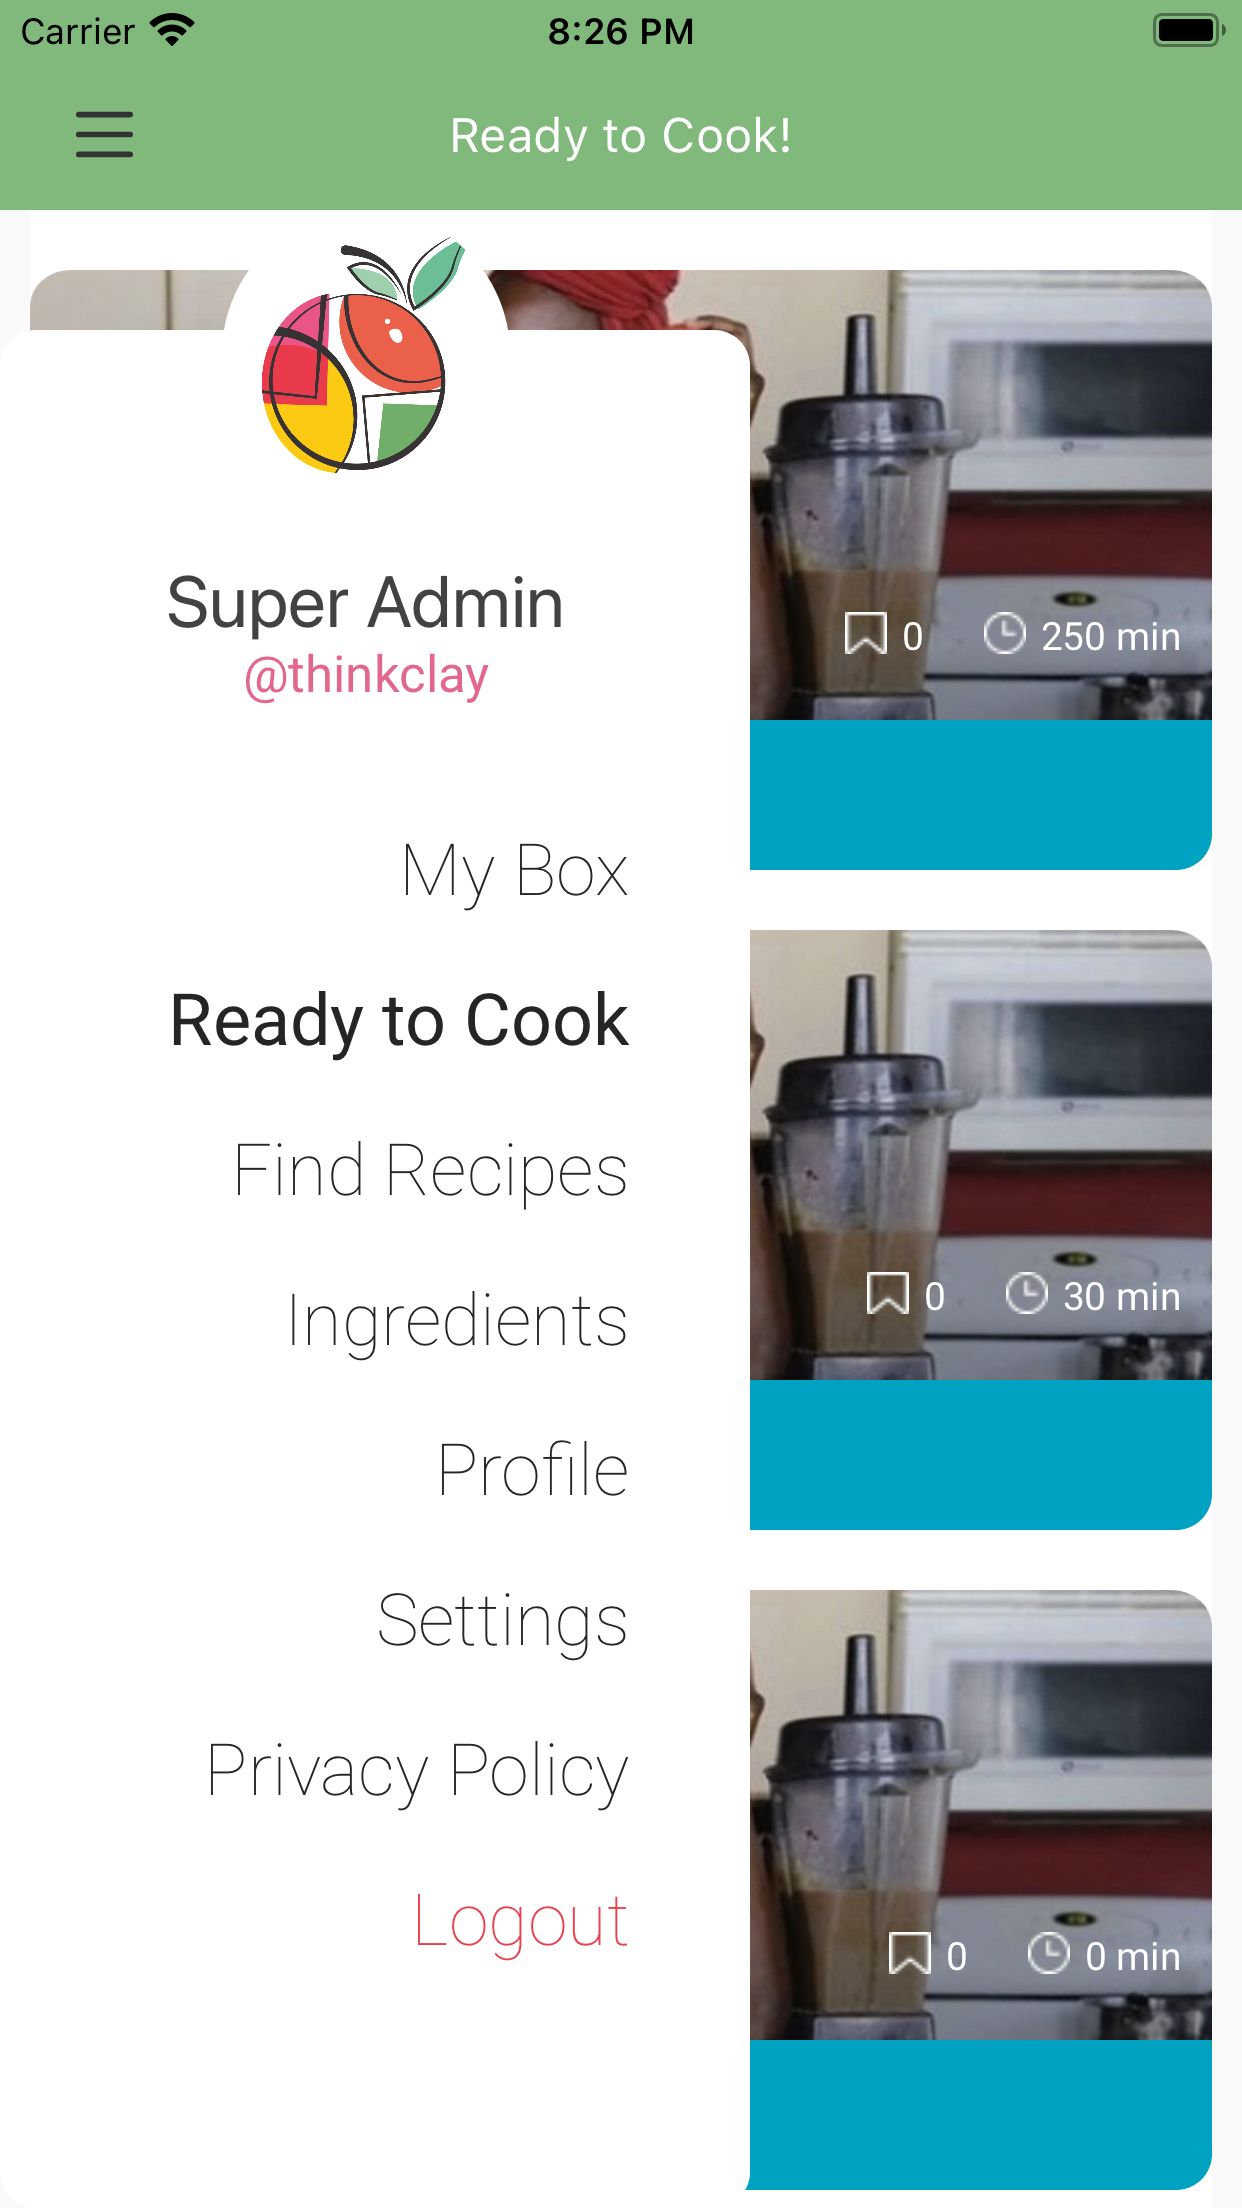 Carrier 8:26 PM
Ready to Cook!
Super Admin
@thinkclay
My Box
Ready to Cook
Find Recipes
Ingredients
Profile
Settings
Privacy Policy
Logout
0 250 min
0 30 min
0 0 min